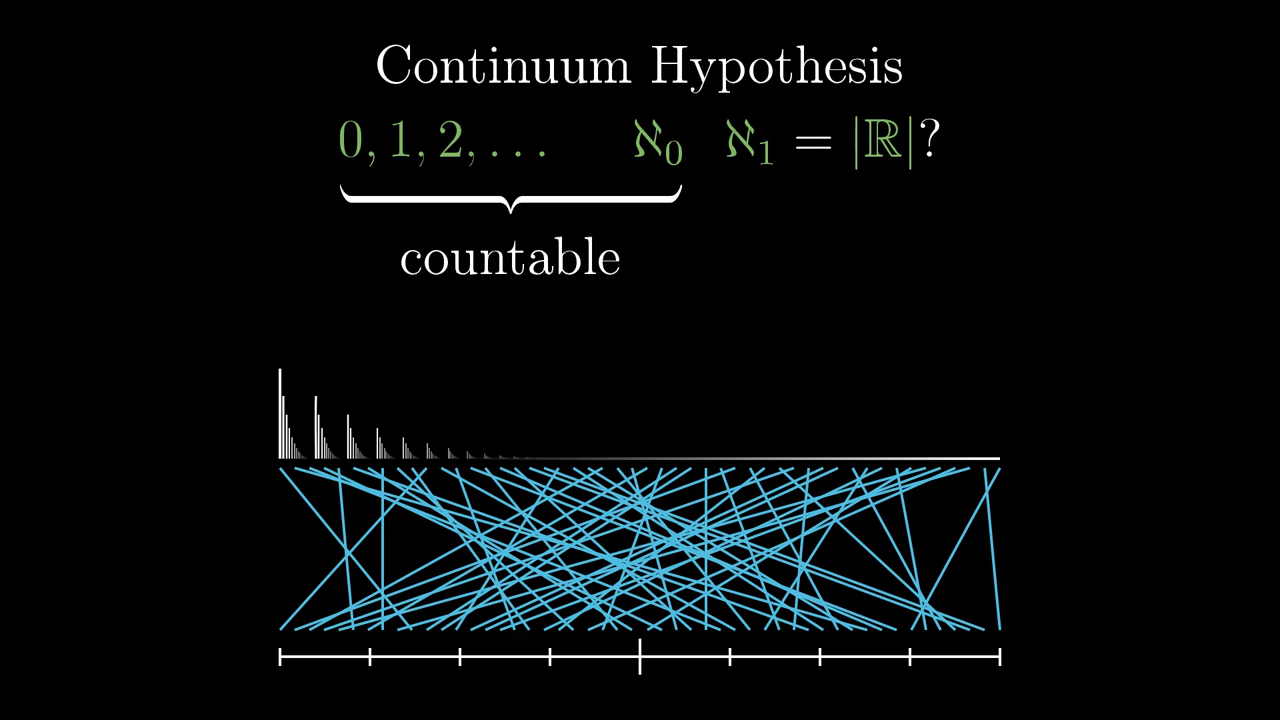 Continuum Hypothesis
0, 1, 2, … ℵ₀ ℵ₁ = |ℝ|?
countable